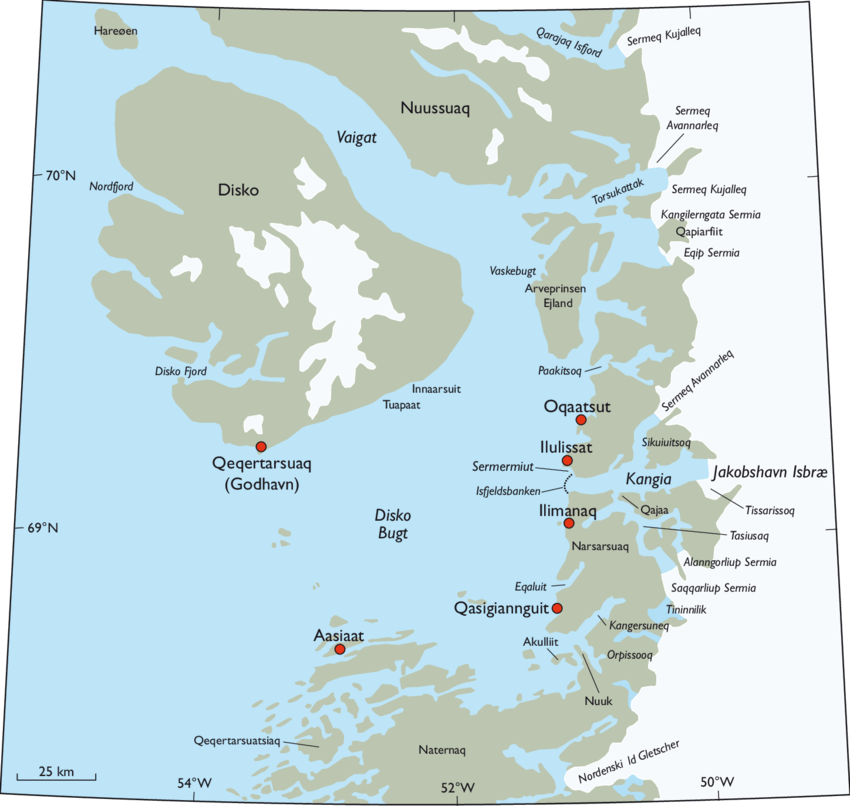 Hareøen
Qarajaq Isfjord
Sermeq Kujalleq
Nuussuaq
Sermeq
Avannarleq
Vaigat
70°N
Nordfjord
Disko
Torsukattak
Sermeq Kujalleq
Kangilerngata Sermia
Qapiarfiit
Eqip Sermia
Vaskebugt
Arveprinsen
Ejland
Disko Fjord
Paakitsoq
Sermeq Avannarleq
Innaarsuit
Tuapaat
Oqaatsut
Ilulissat
Sikuiuitsoq
Qeqertarsuaq
(Godhavn)
Sermermiut
Kangia
Jakobshavn Isbræ
Isfjeldsbanken
Disko
Bugt
Ilimanaq
Qajaa
Tissarissoq
69°N
Tasiusaq
Narsarsuaq
Alanngorliup Sermia
Eqaluit
Saqqarliup Sermia
Qasigiannguit
Tininnilik
Kangersuneq
Aasiaat
Akulliit
Orpissooq
Nuuk
Qeqertarsuatsiaq
Naternaq
Nordenski ld Gletscher
25 km
54°W
52°W
50°W